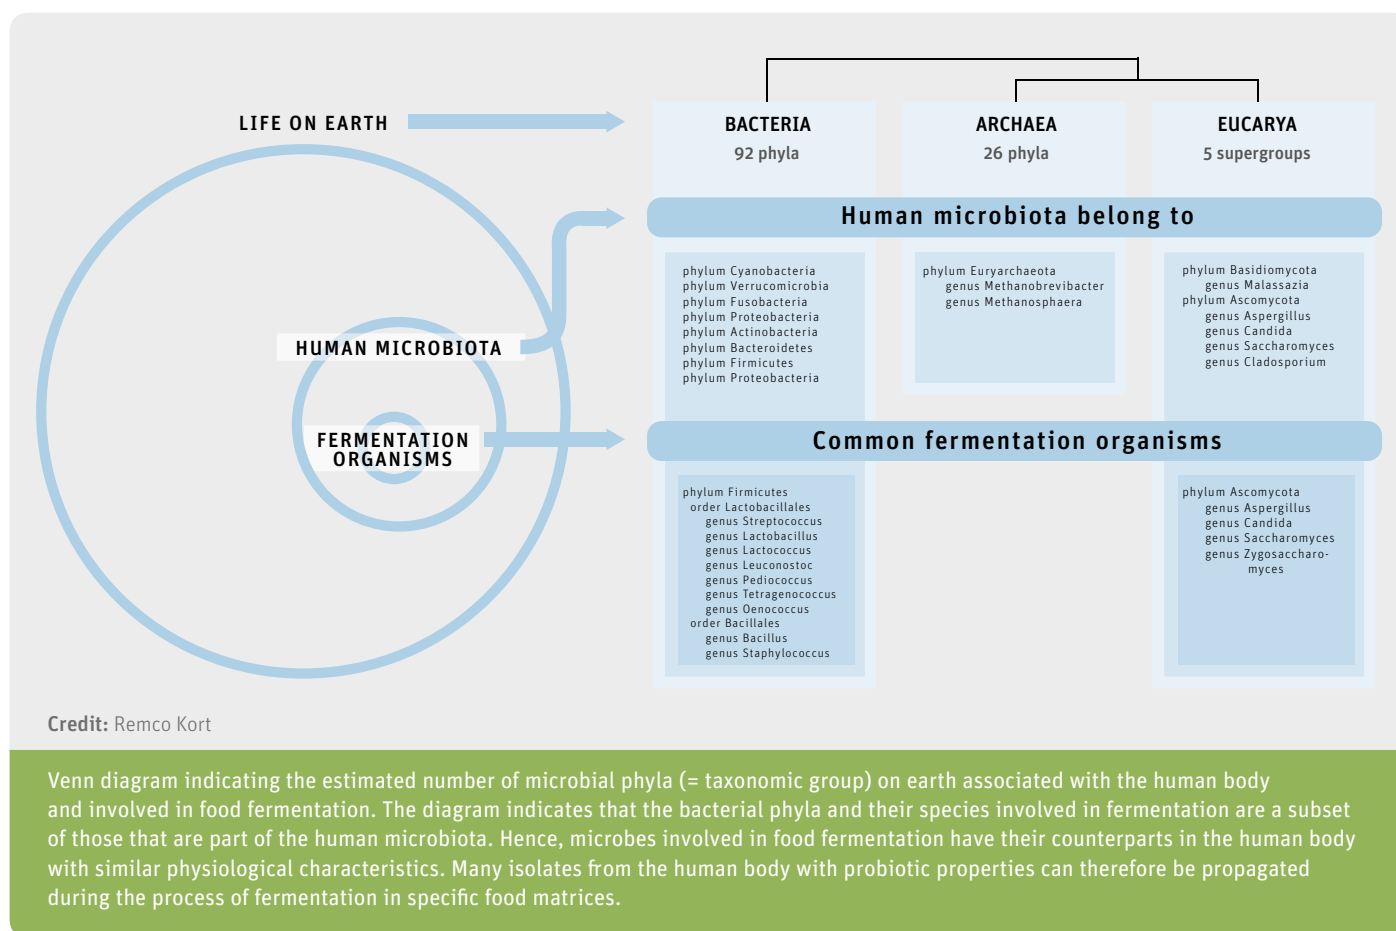 LIFE ON EARTH
BACTERIA
92 phyla
ARCHAEA
26 phyla
EUCARYA
5 supergroups
Human microbiota belong to
phylum Cyanobacteria
phylum Verrucomicrobia
phylum Fusobacteria
phylum Proteobacteria
phylum Actinobacteria
phylum Bacteroidetes
phylum Firmicutes
phylum Proteobacteria
phylum Euryarchaeota
genus Methanobrevibacter
genus Methanosphaera
phylum Basidiomycota
genus Malassazia
phylum Ascomycota
genus Aspergillus
genus Candida
genus Saccharomyces
genus Cladosporium
HUMAN MICROBIOTA
FERMENTATION
ORGANISMS
Common fermentation organisms
phylum Firmicutes
order Lactobacillales
genus Streptococcus
genus Lactobacillus
genus Lactococcus
genus Leuconostoc
genus Pediococcus
genus Tetragenococcus
genus Oenococcus
order Bacillales
genus Bacillus
genus Staphylococcus
phylum Ascomycota
genus Aspergillus
genus Candida
genus Saccharomyces
genus Zygosaccharo-
myces
Credit: Remco Kort
Venn diagram indicating the estimated number of microbial phyla (= taxonomic group) on earth associated with the human body
and involved in food fermentation. The diagram indicates that the bacterial phyla and their species involved in fermentation are a subset
of those that are part of the human microbiota. Hence, microbes involved in food fermentation have their counterparts in the human body
with similar physiological characteristics. Many isolates from the human body with probiotic properties can therefore be propagated
during the process of fermentation in specific food matrices.